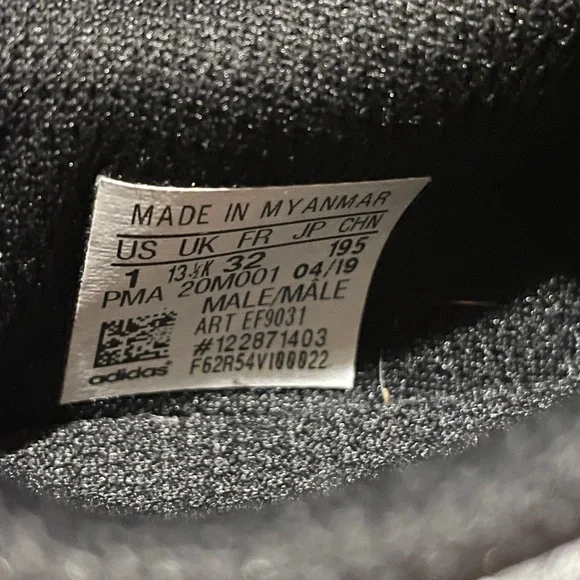 MADE IN MYANMAR
US UK FR JP CHN
1 13½K 32 195
PMA 20M001 04/19
MALE/MÂLE
ART EF9031
#122871403
adidas F62R54VI00022